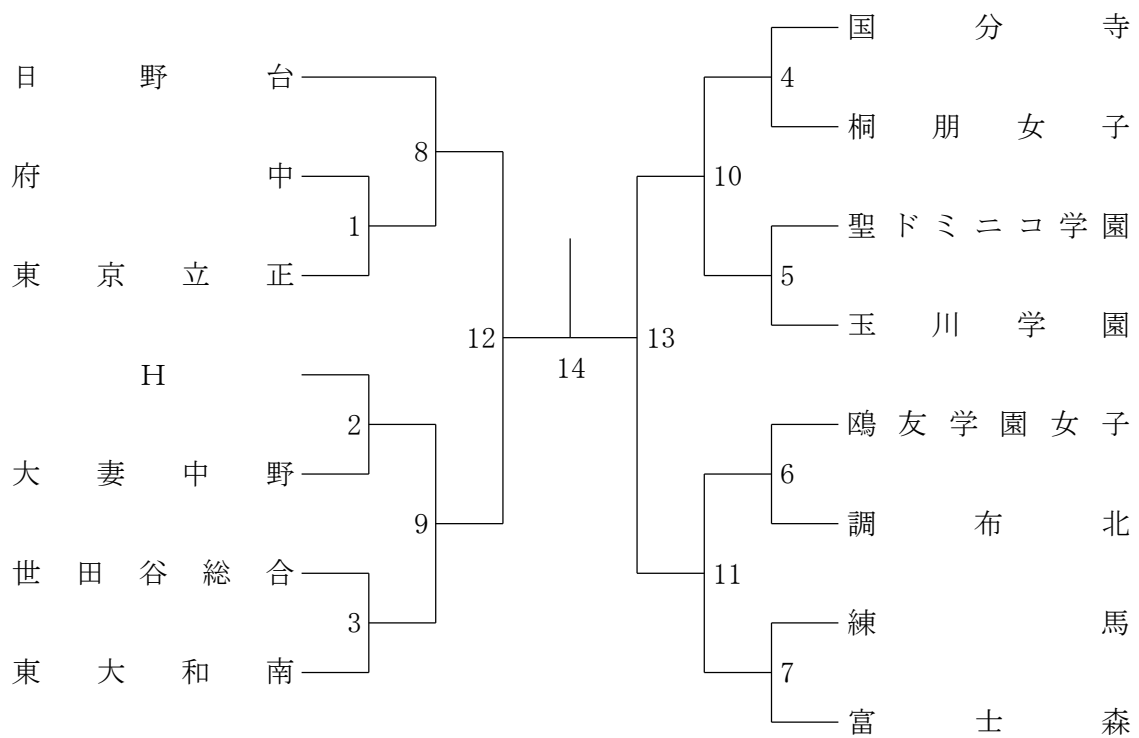 日野台
府中
東京立正
H
大妻中野
世田谷総合
東大和南
1
2
3
8
9
12
14
13
10
11
4
5
6
7
国分寺
桐朋女子
聖ドミニコ学園
玉川学園
鴎友学園女子
調布北
練馬
富士森